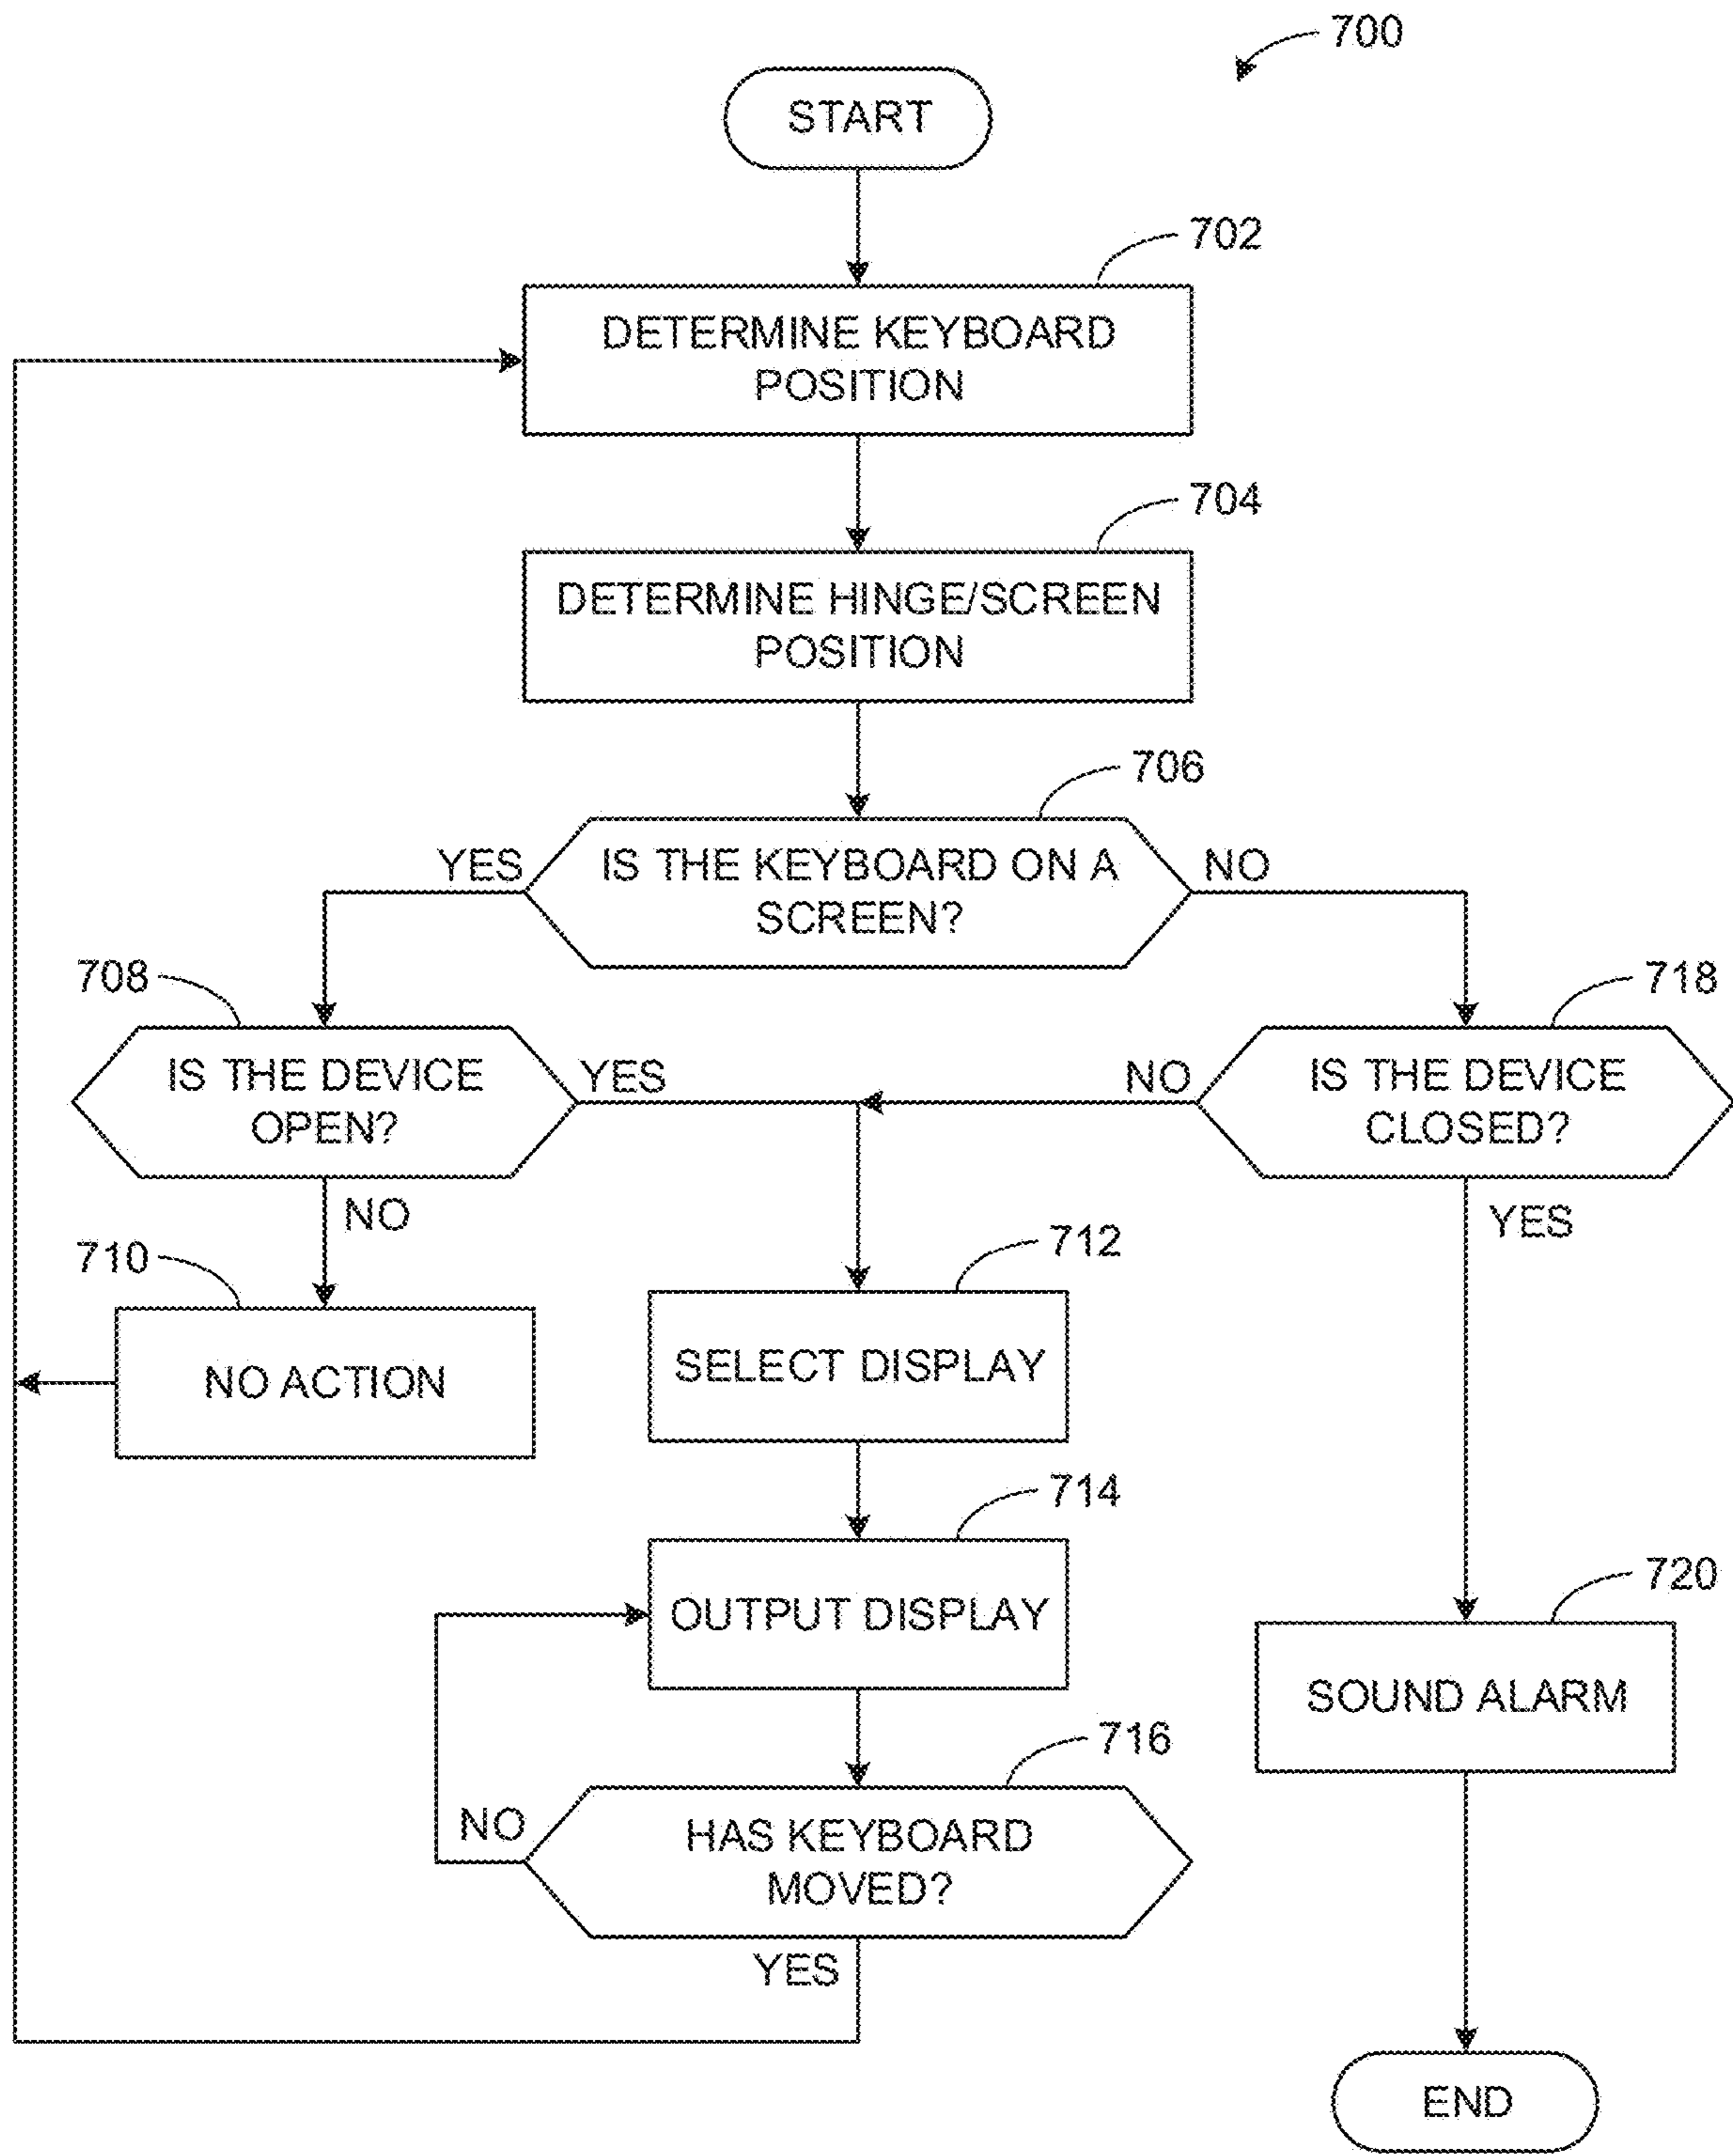 700
START
702
DETERMINE KEYBOARD
POSITION
704
DETERMINE HINGE/SCREEN
POSITION
706
YES
IS THE KEYBOARD ON A
SCREEN?
NO
708
718
IS THE DEVICE
OPEN?
YES
NO
IS THE DEVICE
CLOSED?
NO
YES
710
712
NO ACTION
SELECT DISPLAY
714
OUTPUT DISPLAY
720
SOUND ALARM
716
NO
HAS KEYBOARD
MOVED?
YES
END